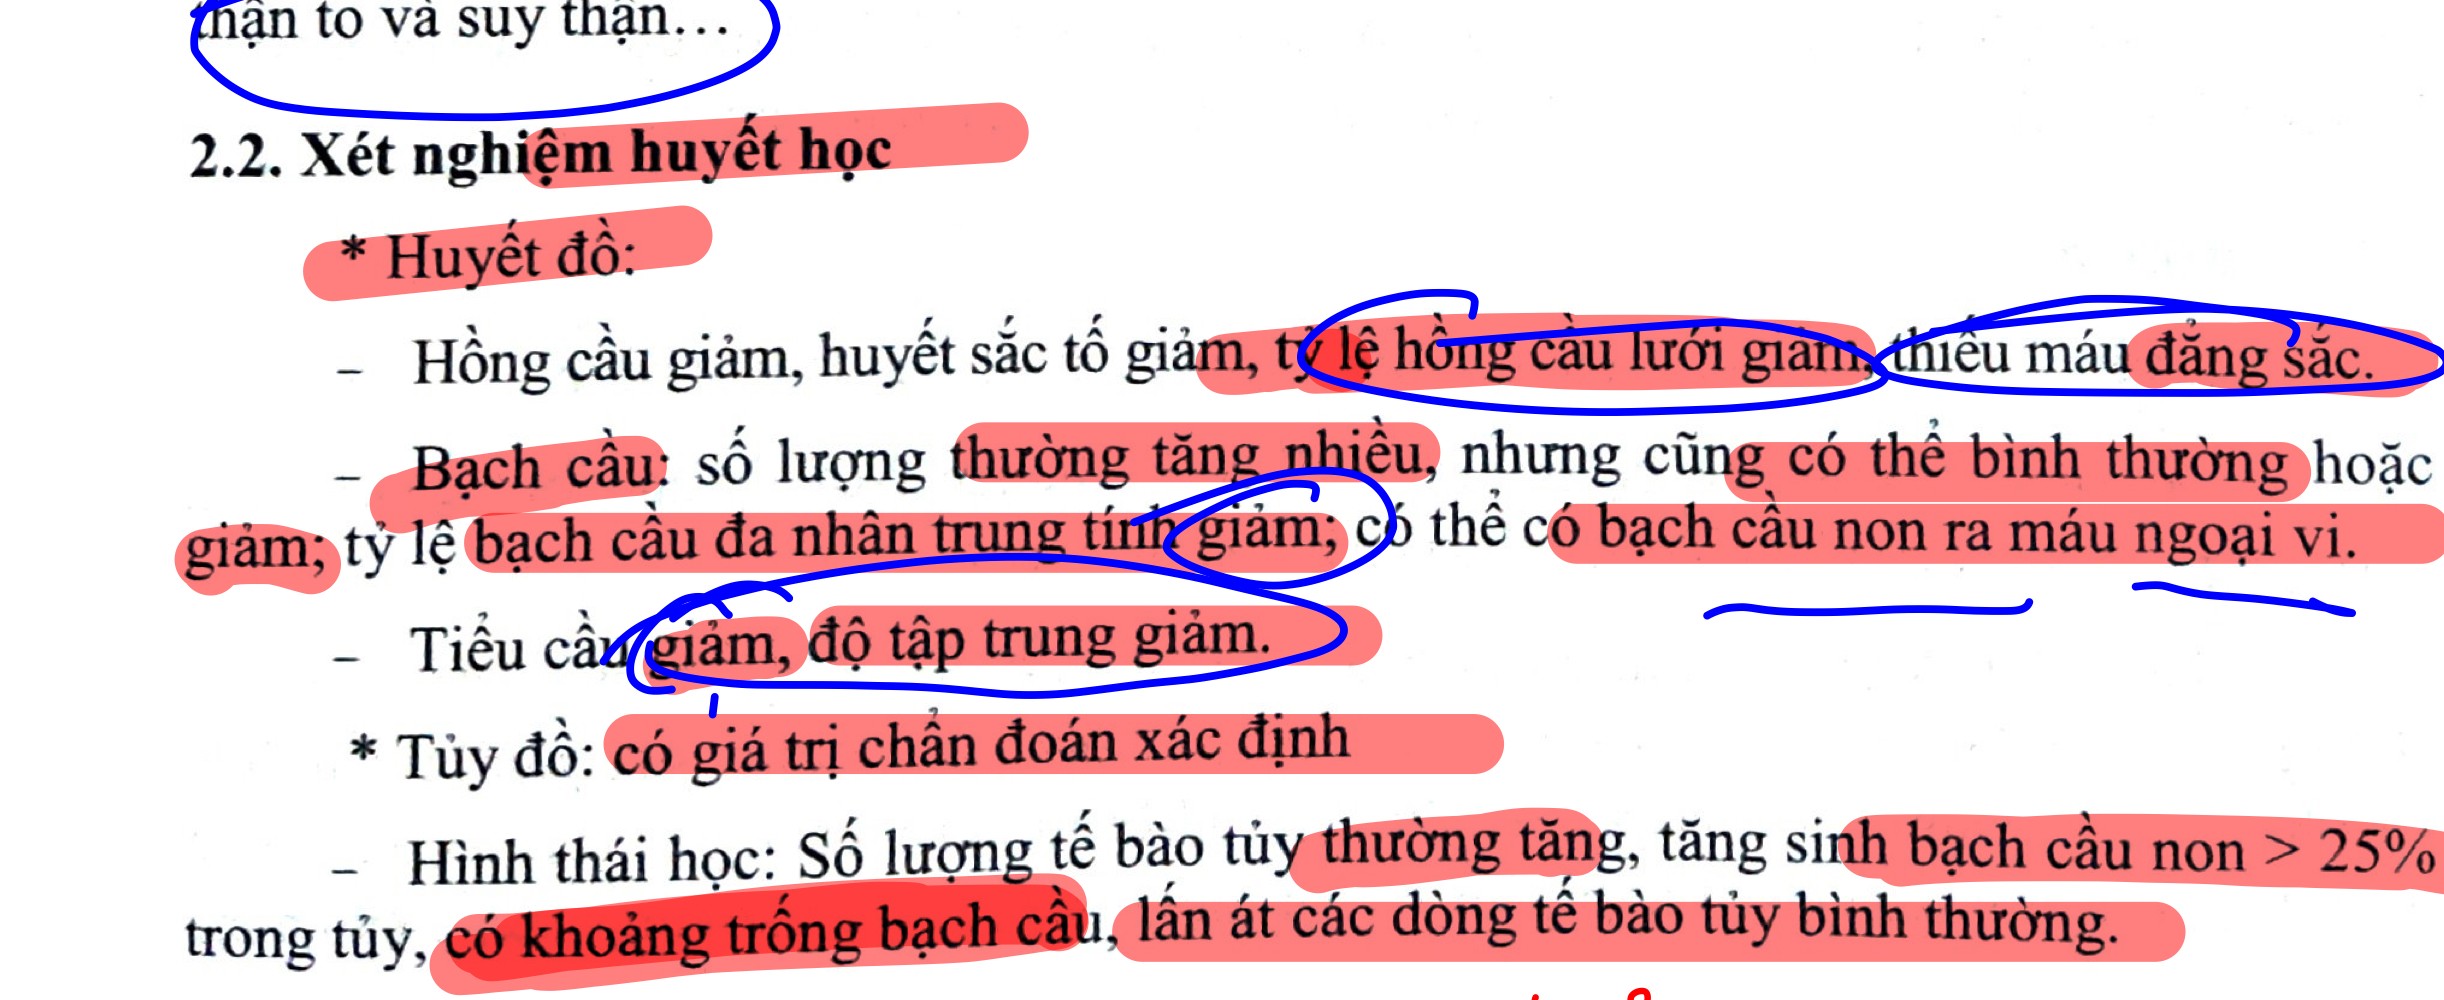 thận to và suy thận...
2.2. Xét nghiệm huyết học
* Huyết đồ:
– Hồng cầu giảm, huyết sắc tố giảm, tỷ lệ hồng cầu lưới giảm, thiếu máu đẳng sắc.
– Bạch cầu: số lượng thường tăng nhiều, nhưng cũng có thể bình thường hoặc
giảm; tỷ lệ bạch cầu đa nhân trung tính giảm; có thể có bạch cầu non ra máu ngoại vi.
– Tiểu cầu giảm, độ tập trung giảm.
* Tủy đồ: có giá trị chẩn đoán xác định
– Hình thái học: Số lượng tế bào tủy thường tăng, tăng sinh bạch cầu non > 25%
trong tủy, có khoảng trống bạch cầu, lấn át các dòng tế bào tủy bình thường.